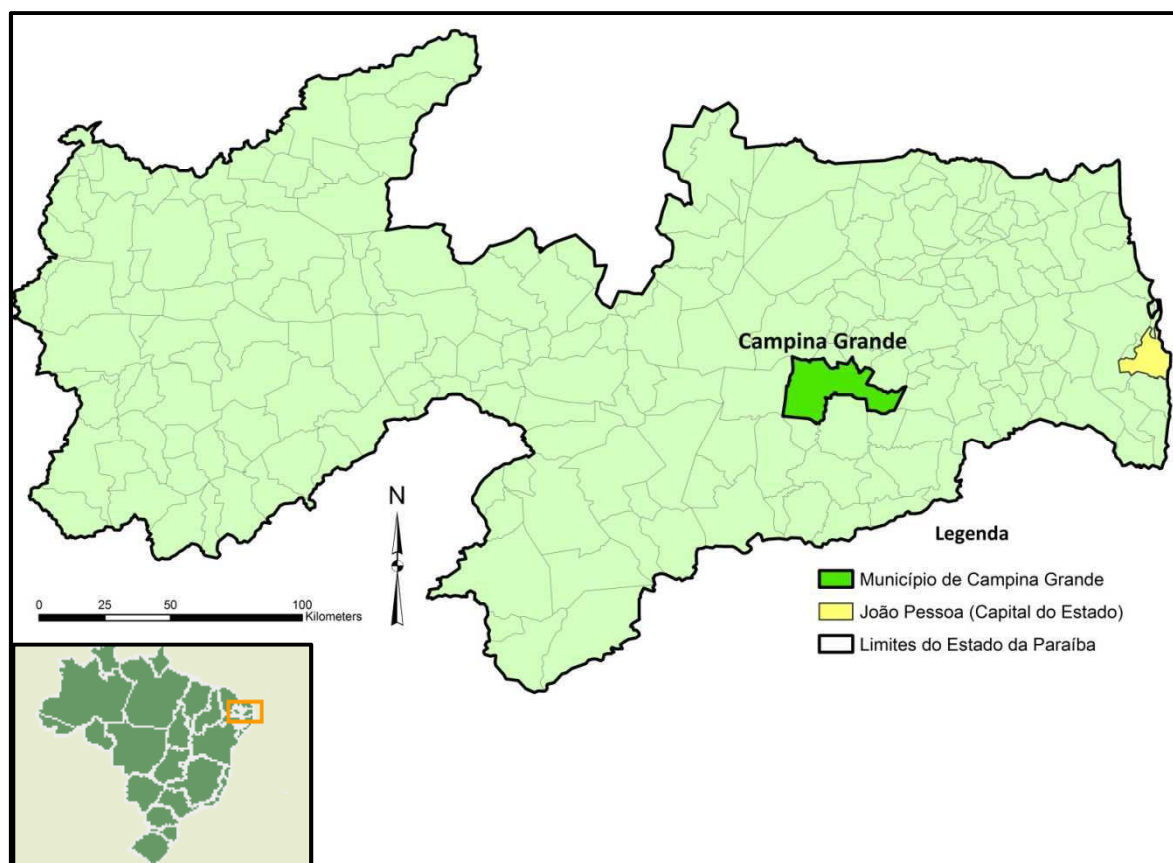 Campina Grande
N
Legenda
Município de Campina Grande
João Pessoa (Capital do Estado)
Limites do Estado da Paraíba
0 25 50 100
Kilometers